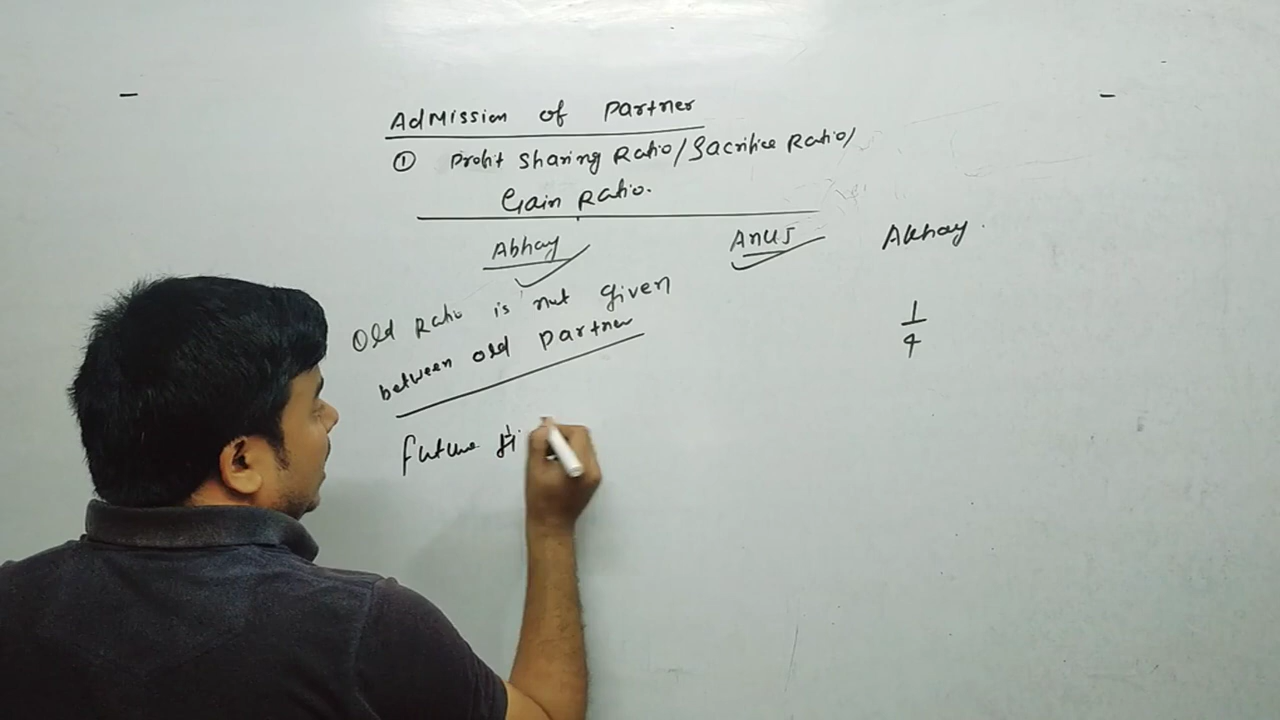 Admission of Partner
① Profit Sharing Ratio/Sacrifice Ratio/
Gain Ratio.
Abhay Anus Akhay.
Old Ratio is not given
between old Partner
1
4
future